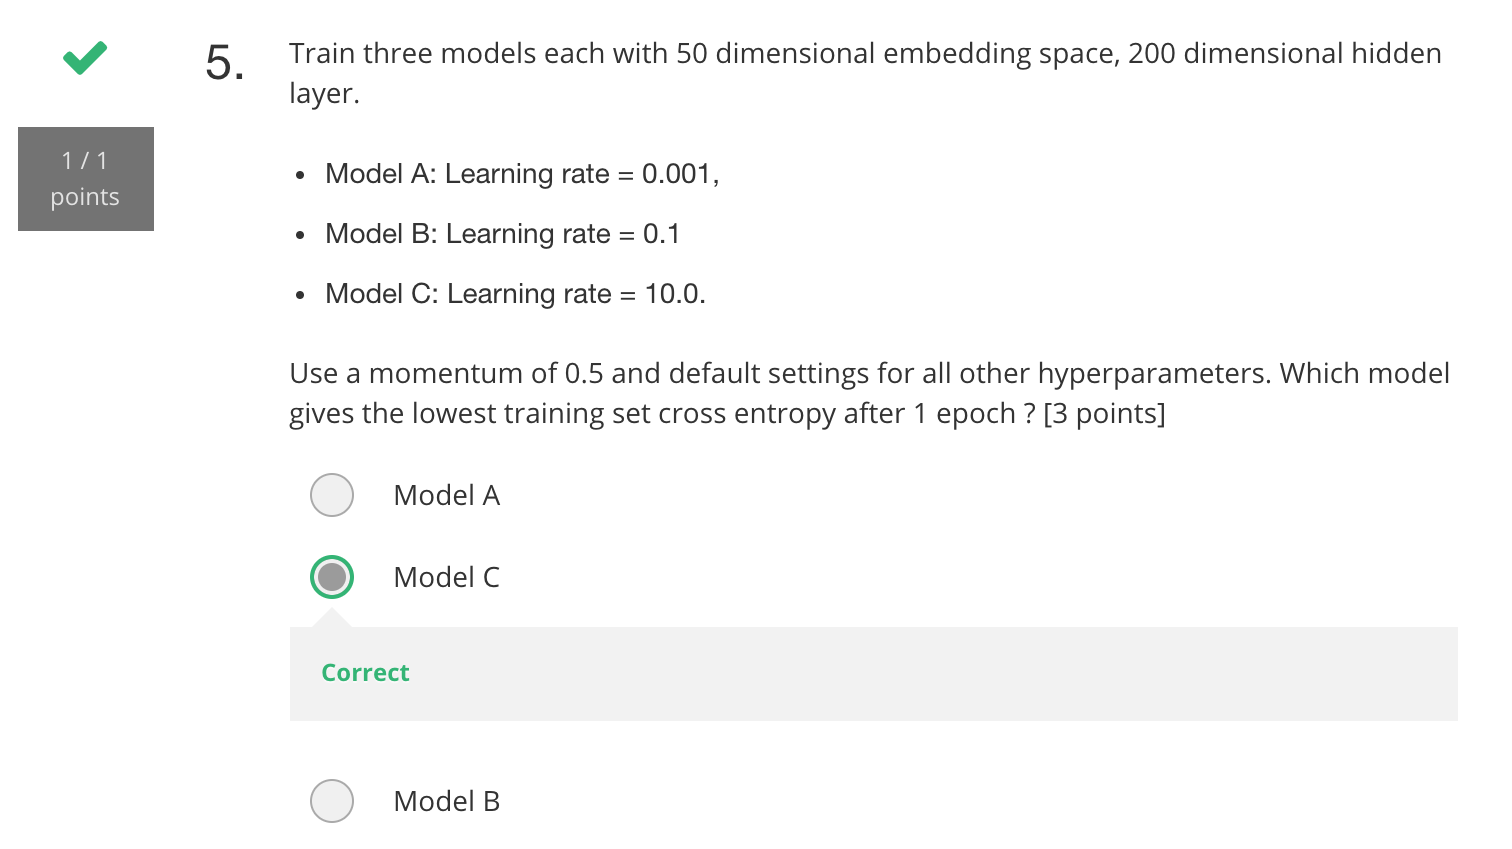 5.
Train three models each with 50 dimensional embedding space, 200 dimensional hidden
layer.
1 / 1
points
• Model A: Learning rate = 0.001,
• Model B: Learning rate = 0.1
• Model C: Learning rate = 10.0.
Use a momentum of 0.5 and default settings for all other hyperparameters. Which model
gives the lowest training set cross entropy after 1 epoch ? [3 points]
Model A
Model C
Correct
Model B